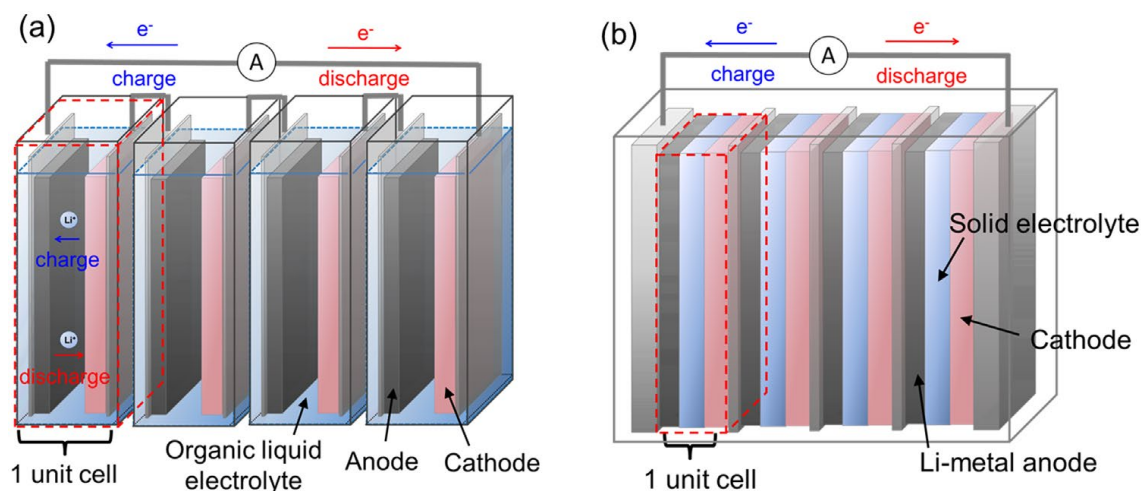 (a)
e-
e-
A
charge
discharge
Li+
charge
Li+
discharge
1 unit cell
Organic liquid
electrolyte
Anode
Cathode
(b)
e-
e-
A
charge
discharge
Solid electrolyte
Cathode
Li-metal anode
1 unit cell